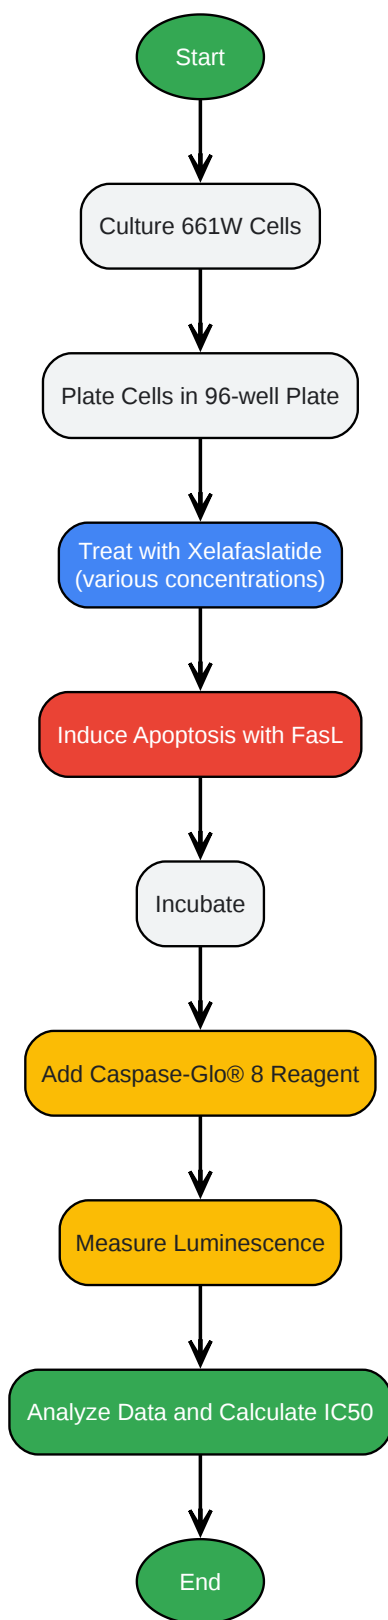 Start
Culture 661W Cells
Plate Cells in 96-well Plate
Treat with Xelafaslatide
(various concentrations)
Induce Apoptosis with FasL
Incubate
Add Caspase-Glo® 8 Reagent
Measure Luminescence
Analyze Data and Calculate IC50
End